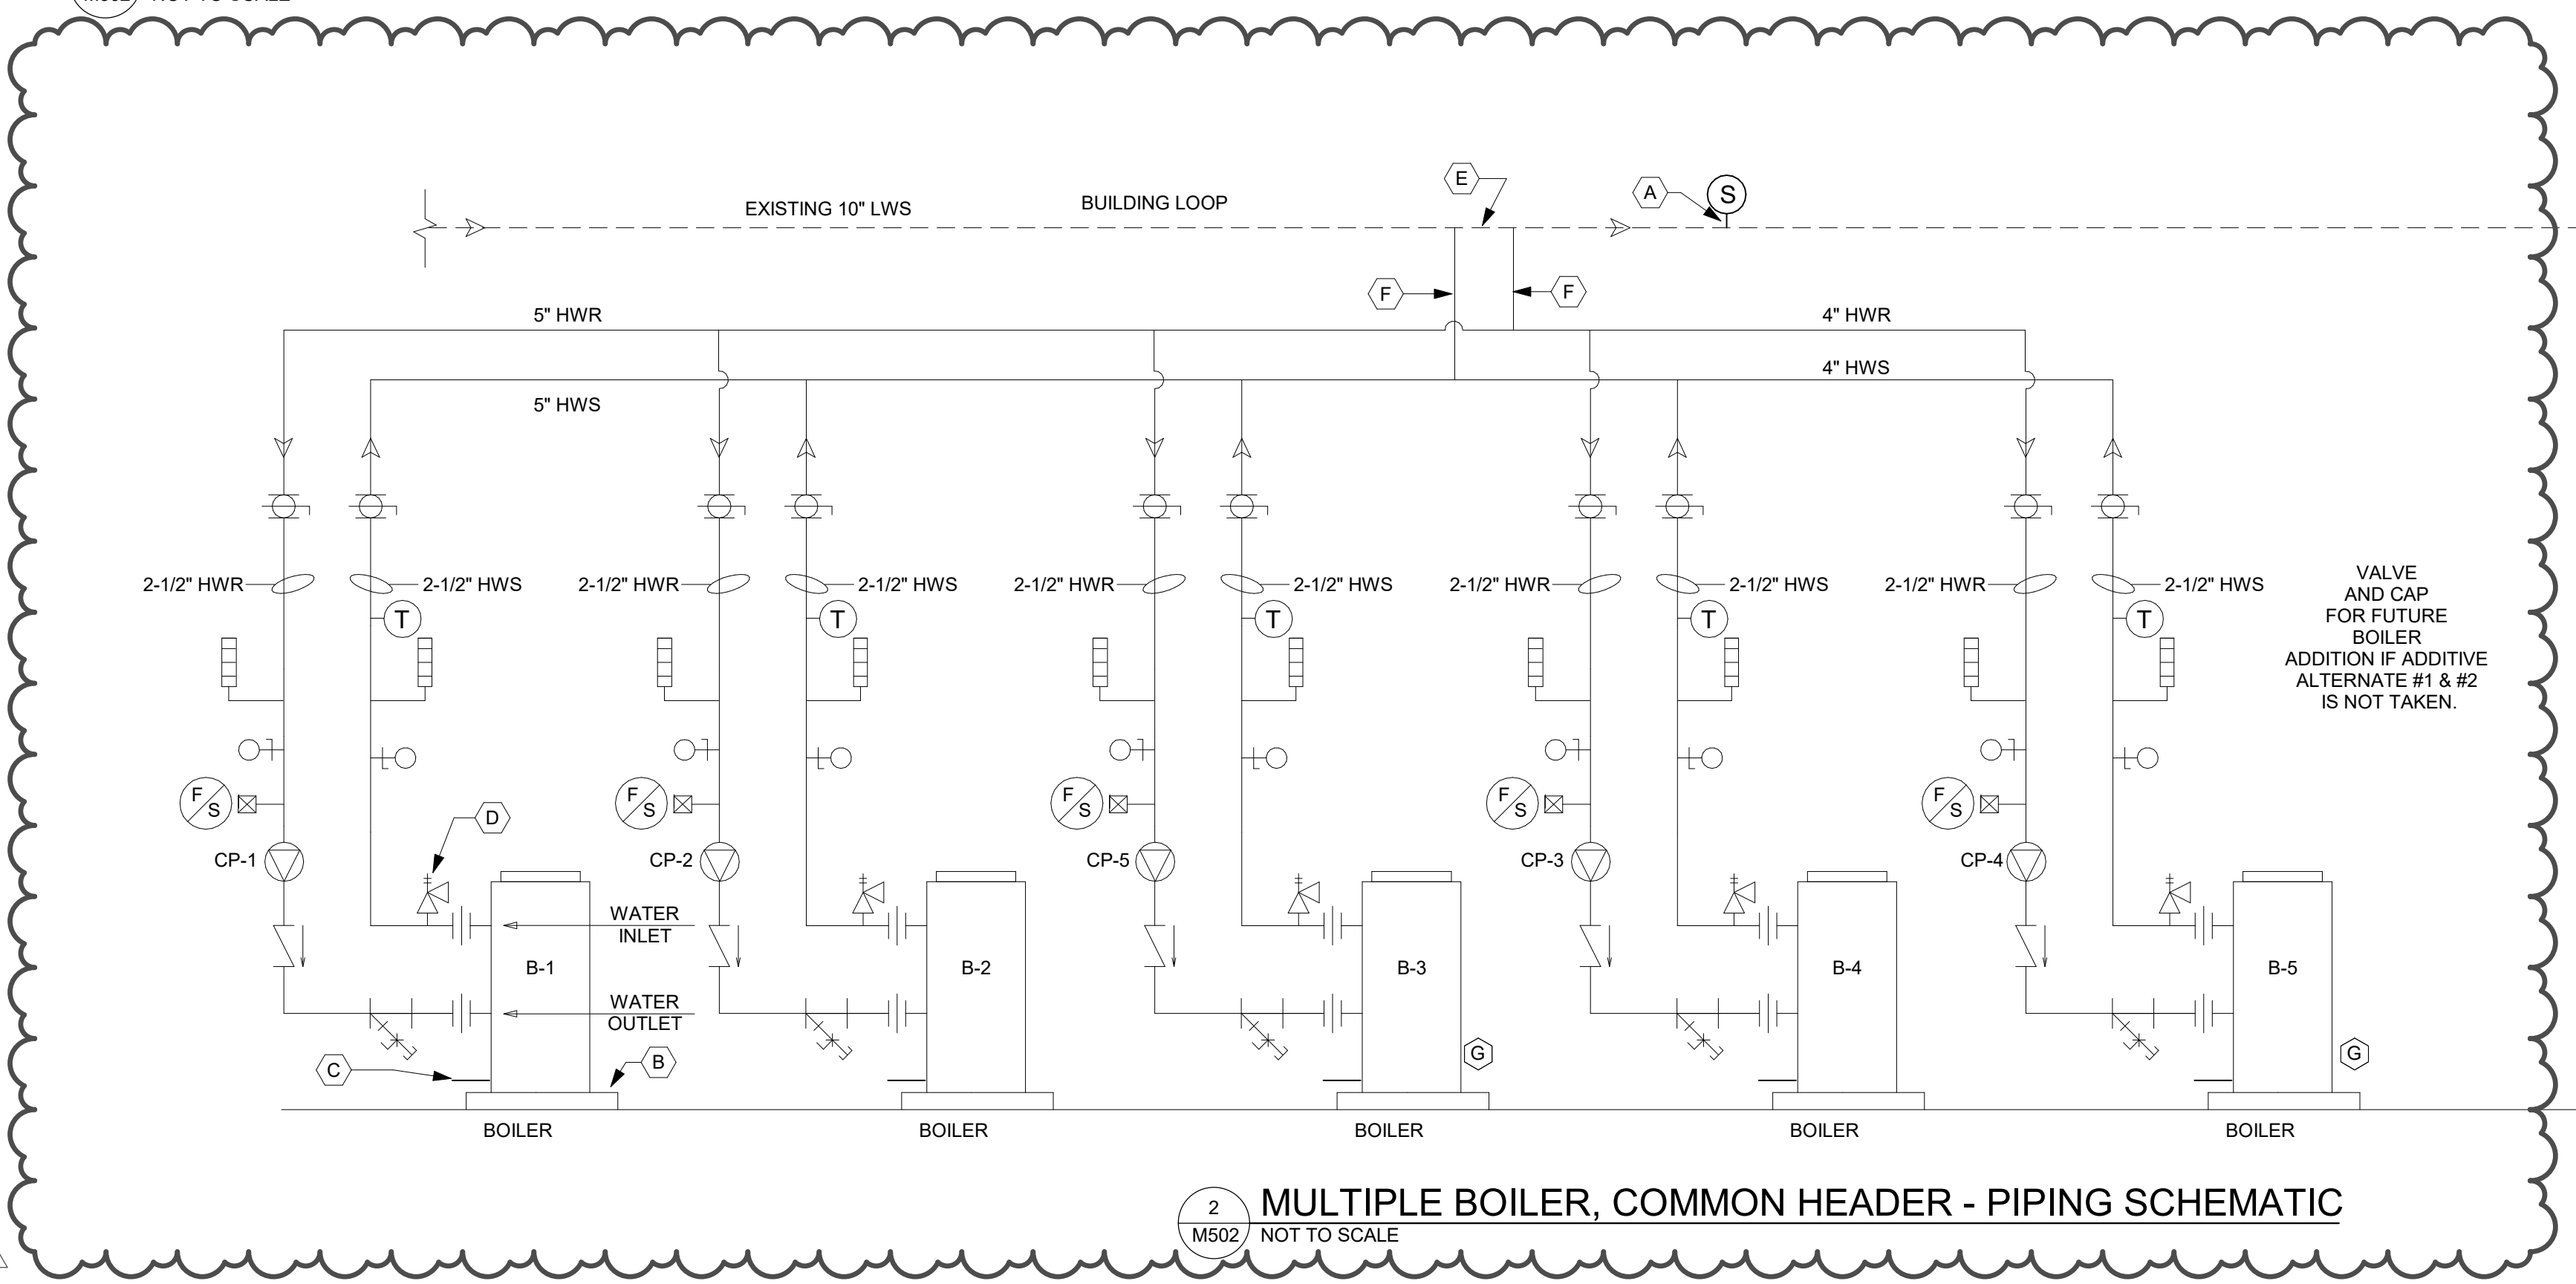 M502 NOT TO SCALE
E
A
S
EXISTING 10" LWS
BUILDING LOOP
F
F
5" HWR
4" HWR
4" HWS
5" HWS
2-1/2" HWR
2-1/2" HWS
2-1/2" HWR
2-1/2" HWS
2-1/2" HWR
2-1/2" HWS
2-1/2" HWR
2-1/2" HWS
2-1/2" HWR
2-1/2" HWS
VALVE
AND CAP
FOR FUTURE
BOILER
ADDITION IF ADDITIVE
ALTERNATE #1 & #2
IS NOT TAKEN.
T
T
T
T
T
F
S
F
S
F
S
F
S
F
S
D
CP-1
CP-2
CP-5
CP-3
CP-4
WATER
INLET
B-1
B-2
B-3
B-4
B-5
WATER
OUTLET
C
B
G
G
BOILER
BOILER
BOILER
BOILER
BOILER
2
M502
MULTIPLE BOILER, COMMON HEADER - PIPING SCHEMATIC
NOT TO SCALE